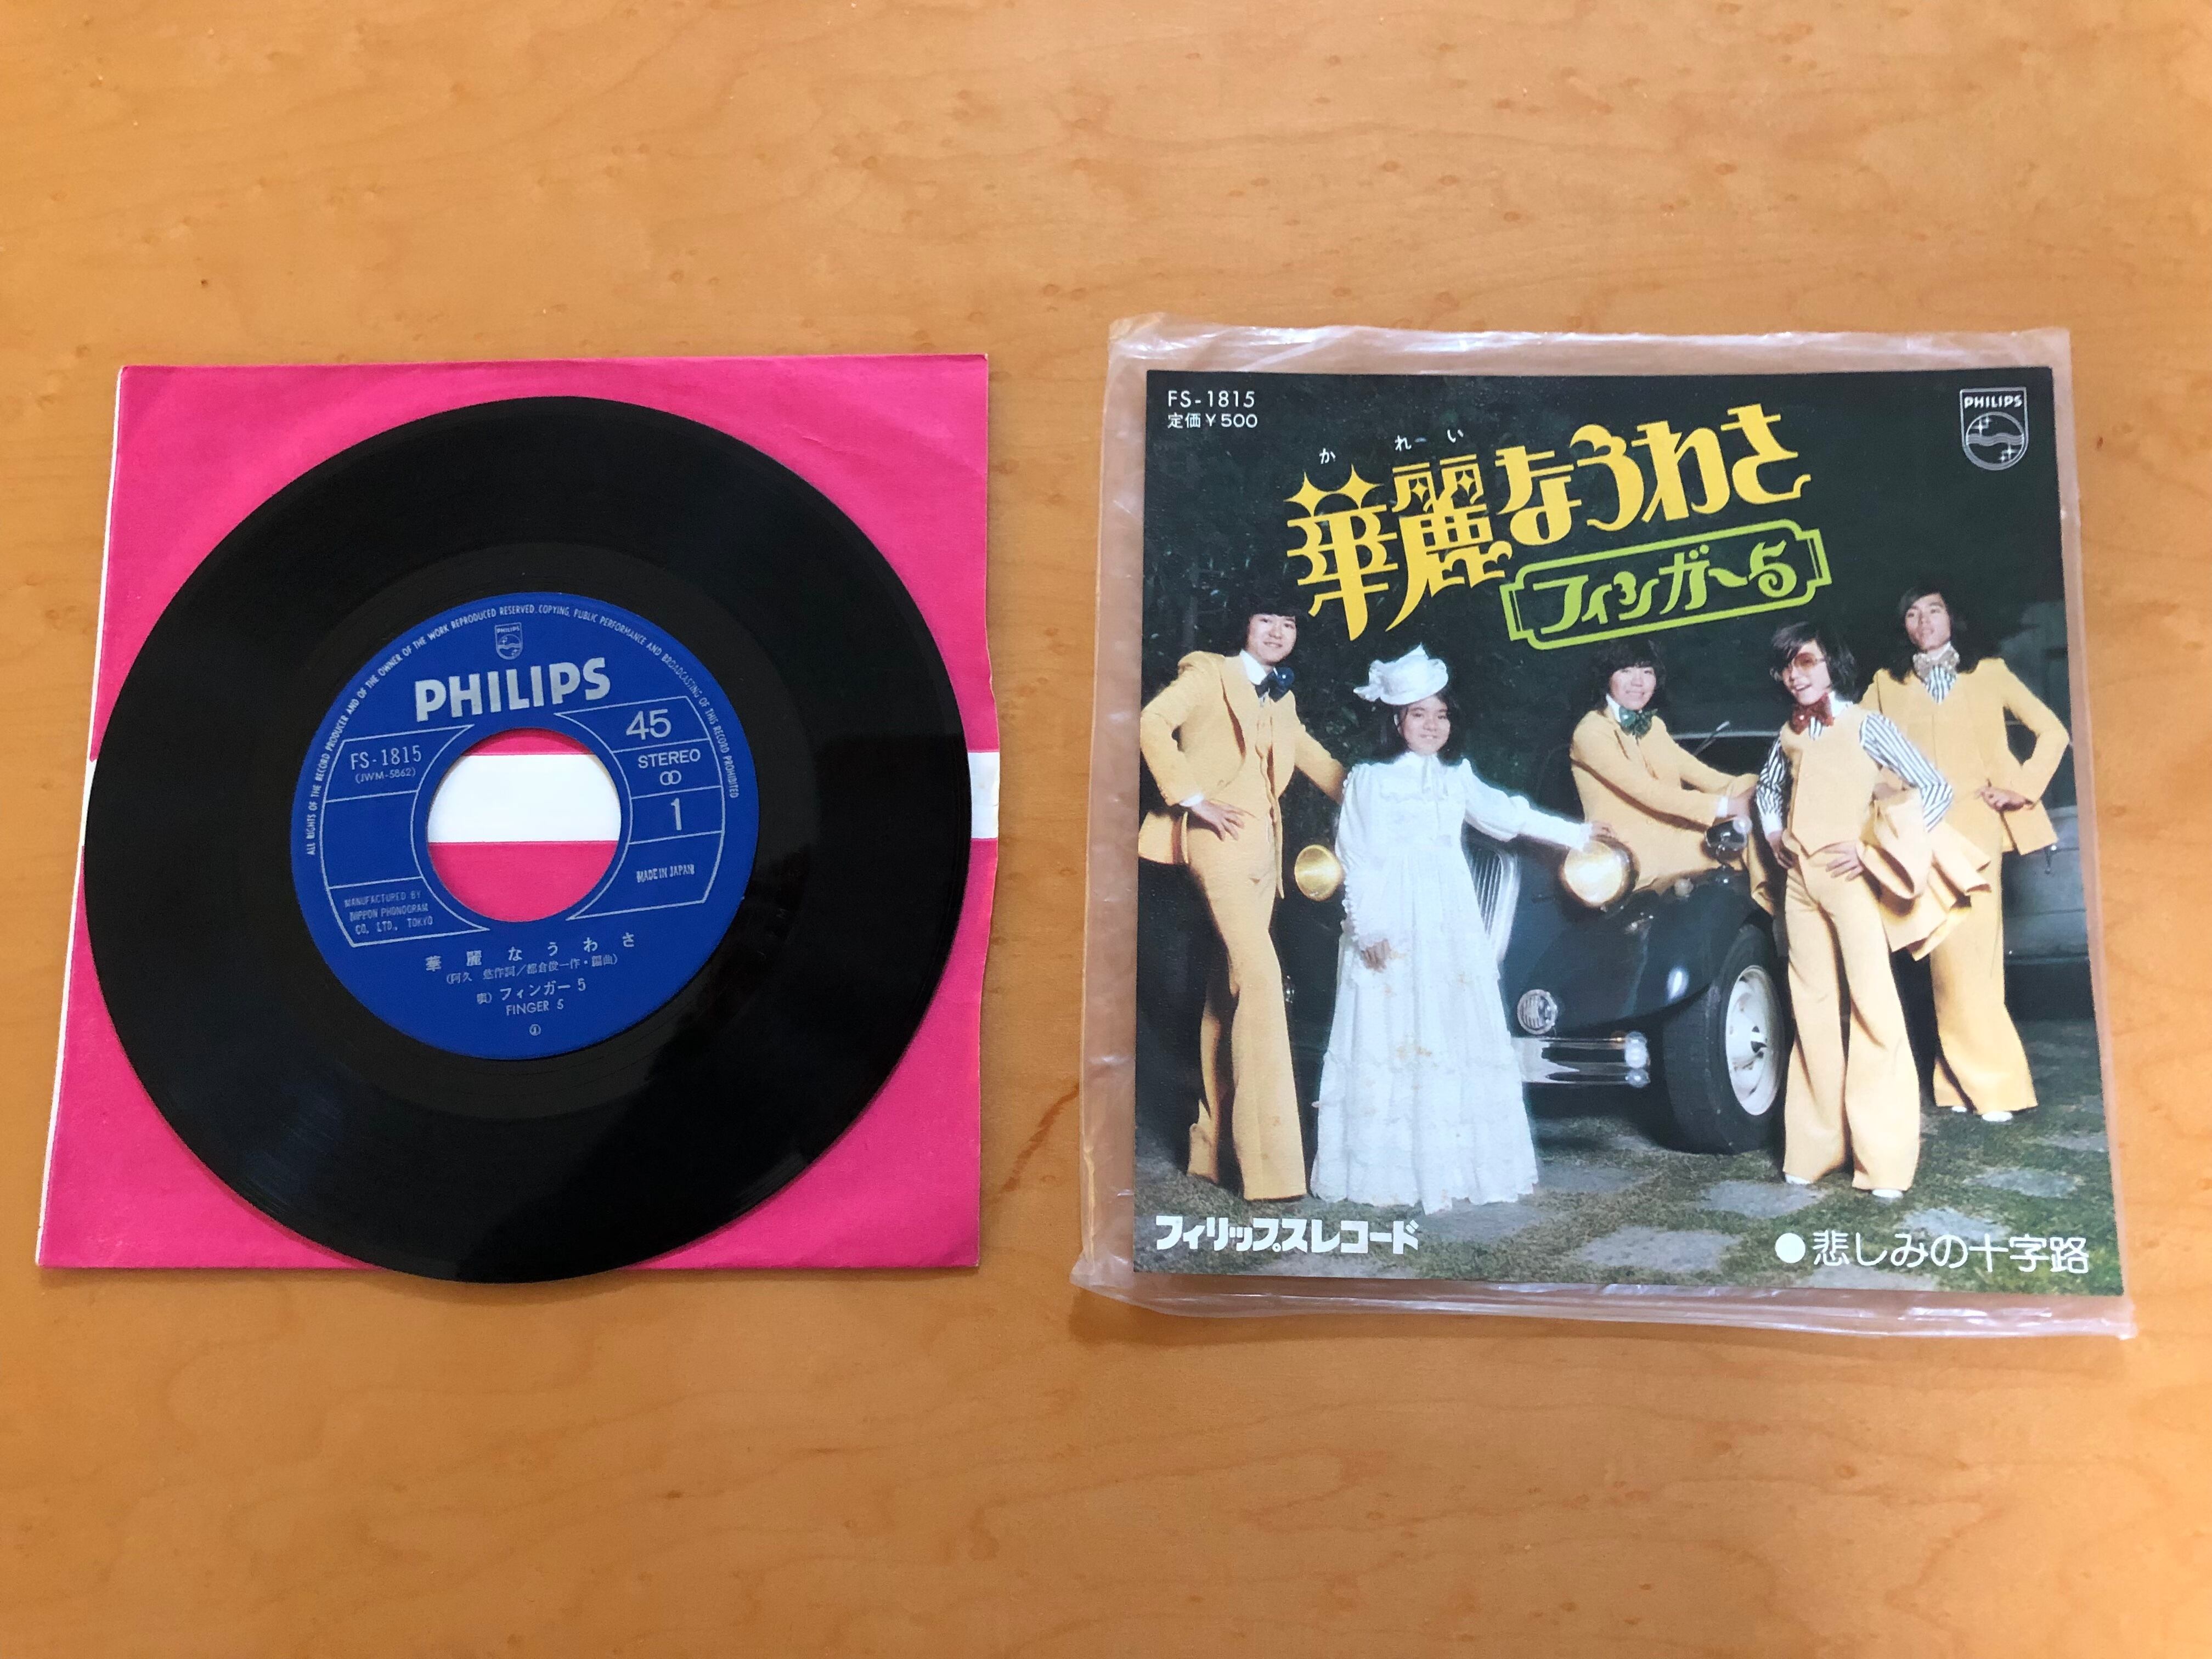 ALL RIGHTS OF THE RECORD PRODUCER AND OF THE OWNER OF THE WORK REPRODUCED RESERVED. COPYING, PUBLIC PERFORMANCE AND BROADCASTING OF THIS RECORD PROHIBITED
PHILIPS
PHILIPS
FS-1815
(JWM-5862)
45
STEREO
1
MADE IN JAPAN
MANUFACTURED BY
NIPPON PHONOGRAM
CO., LTD., TOKYO
華麗なうわさ
(阿久 悠作詞/都倉俊一作・編曲)
唄) フィンガー5
FINGER 5
①
FS-1815
定価¥500
PHILIPS
かれい
華麗なうわさ
フィンガー5
フィリップスレコード
●悲しみの十字路